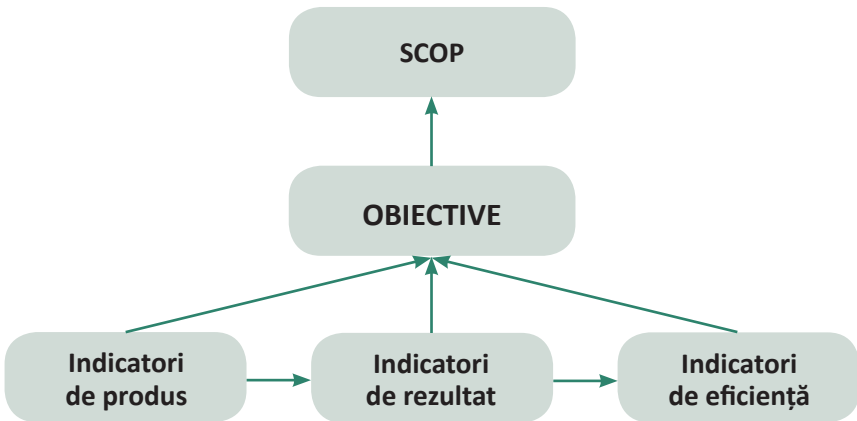 SCOP
OBIECTIVE
Indicatori
de produs
Indicatori
de rezultat
Indicatori
de eficiență